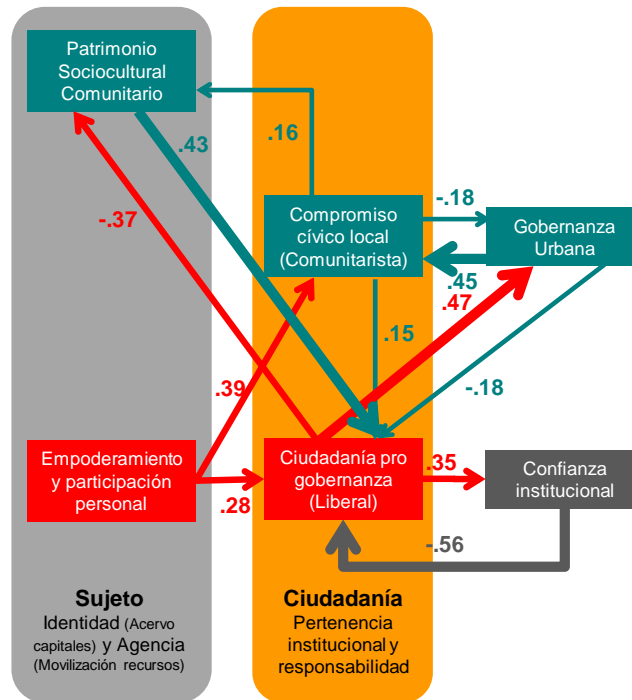 Patrimonio
Sociocultural
Comunitario
.43
.16
-.37
-.18
Compromiso
cívico local
(Comunitarista)
Gobernanza
Urbana
.45
.47
.15
.39
-.18
Empoderamiento
y participación
personal
.28
Ciudadanía pro
gobernanza
(Liberal)
.35
Confianza
institucional
-.56
Sujeto
Identidad (Acervo
capitales) y Agencia
(Movilización recursos)
Ciudadanía
Pertenencia
institucional y
responsabilidad